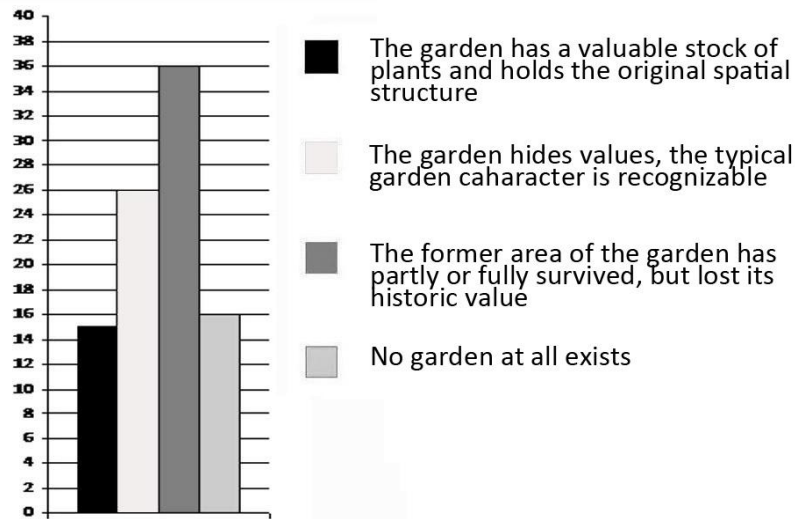 40
38
36
34
32
30
28
26
24
22
20
18
16
14
12
10
8
6
4
2
0
The garden has a valuable stock of
plants and holds the original spatial
structure
The garden hides values, the typical
garden caharacter is recognizable
The former area of the garden has
partly or fully survived, but lost its
historic value
No garden at all exists